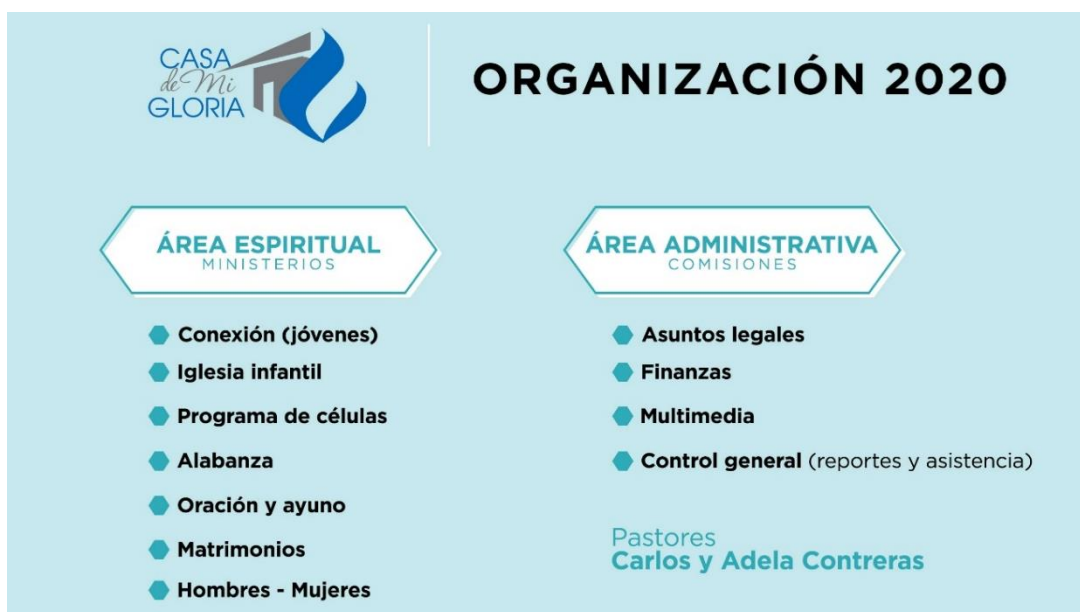 CASA
de Mi
GLORIA
ORGANIZACIÓN 2020
ÁREA ESPIRITUAL
MINISTERIOS
Conexión (jóvenes)
Iglesia infantil
Programa de células
Alabanza
Oración y ayuno
Matrimonios
Hombres - Mujeres
ÁREA ADMINISTRATIVA
COMISIONES
Asuntos legales
Finanzas
Multimedia
Control general (reportes y asistencia)
Pastores
Carlos y Adela Contreras